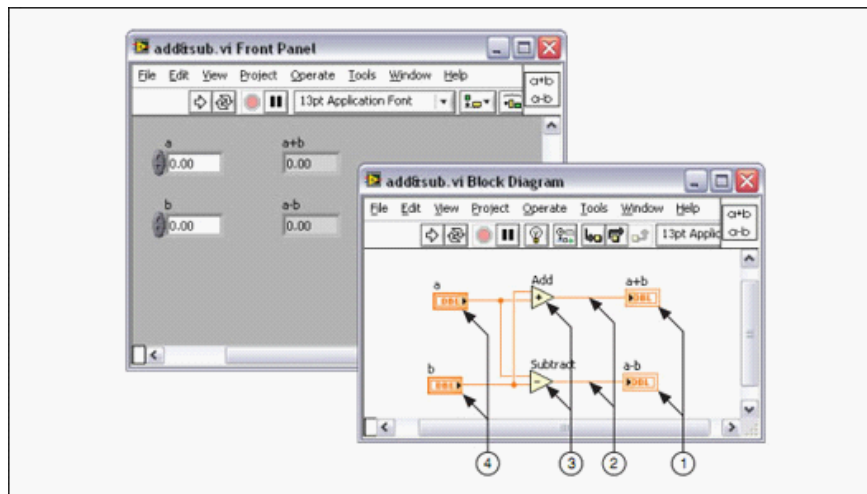 add&sub.vi Front Panel
File Edit View Project Operate Tools Window Help
13pt Application Font
a+b
a-b
a
0.00
a+b
0.00
b
0.00
a-b
0.00
add&sub.vi Block Diagram
File Edit View Project Operate Tools Window Help
13pt Applic
a+b
a-b
a
DBL
Add
+
a+b
DBL
b
DBL
Subtract
-
a-b
DBL
4
3
2
1